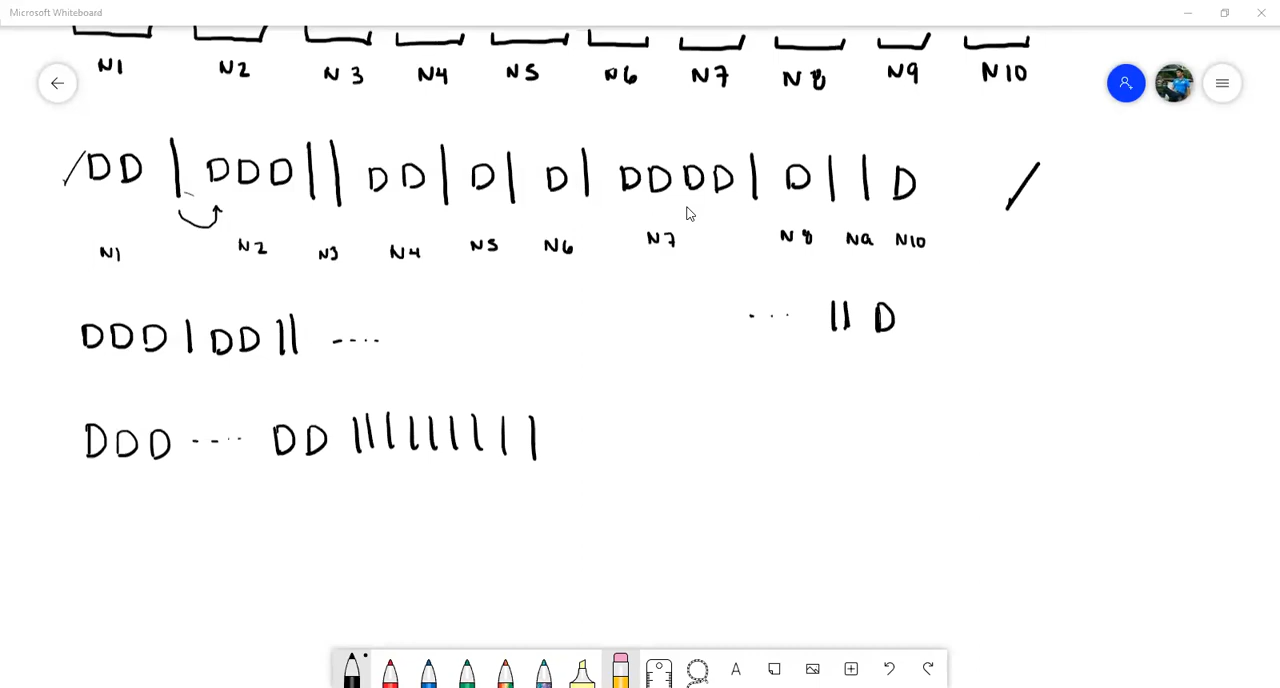 Microsoft Whiteboard
N1 N2 N3 N4 N5 N6 N7 N8 N9 N10
/DD | DDD || DD | D | D | DDDD | D | | D /
N1 N2 N3 N4 N5 N6 N7 N8 N9 N10
DDD | DD || ---- ... || D
DDD ---- DD |||||||||
A